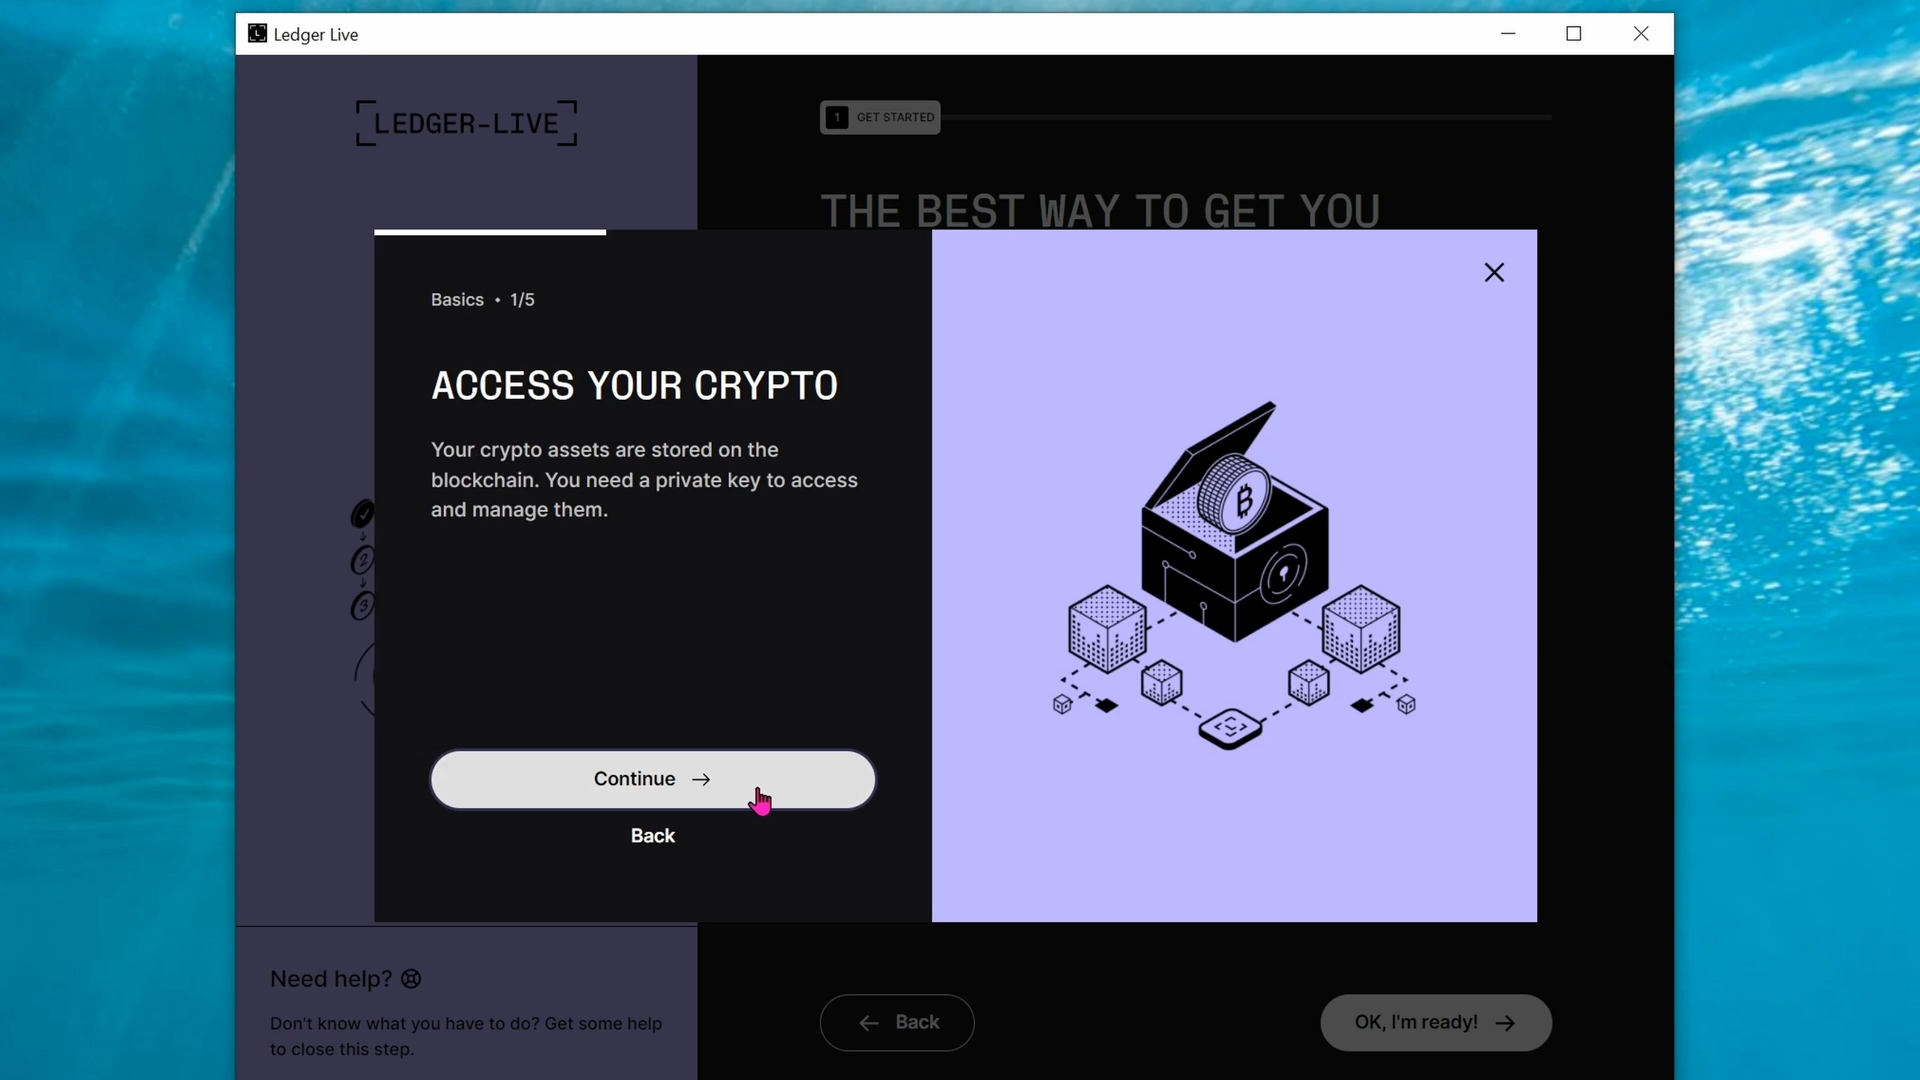 Ledger Live
LEDGER-LIVE
1 GET STARTED
THE BEST WAY TO GET YOU
Basics • 1/5
ACCESS YOUR CRYPTO
Your crypto assets are stored on the
blockchain. You need a private key to access
and manage them.
2
3
Continue →
Back
Need help?
Don't know what you have to do? Get some help
to close this step.
← Back
OK, I'm ready! →